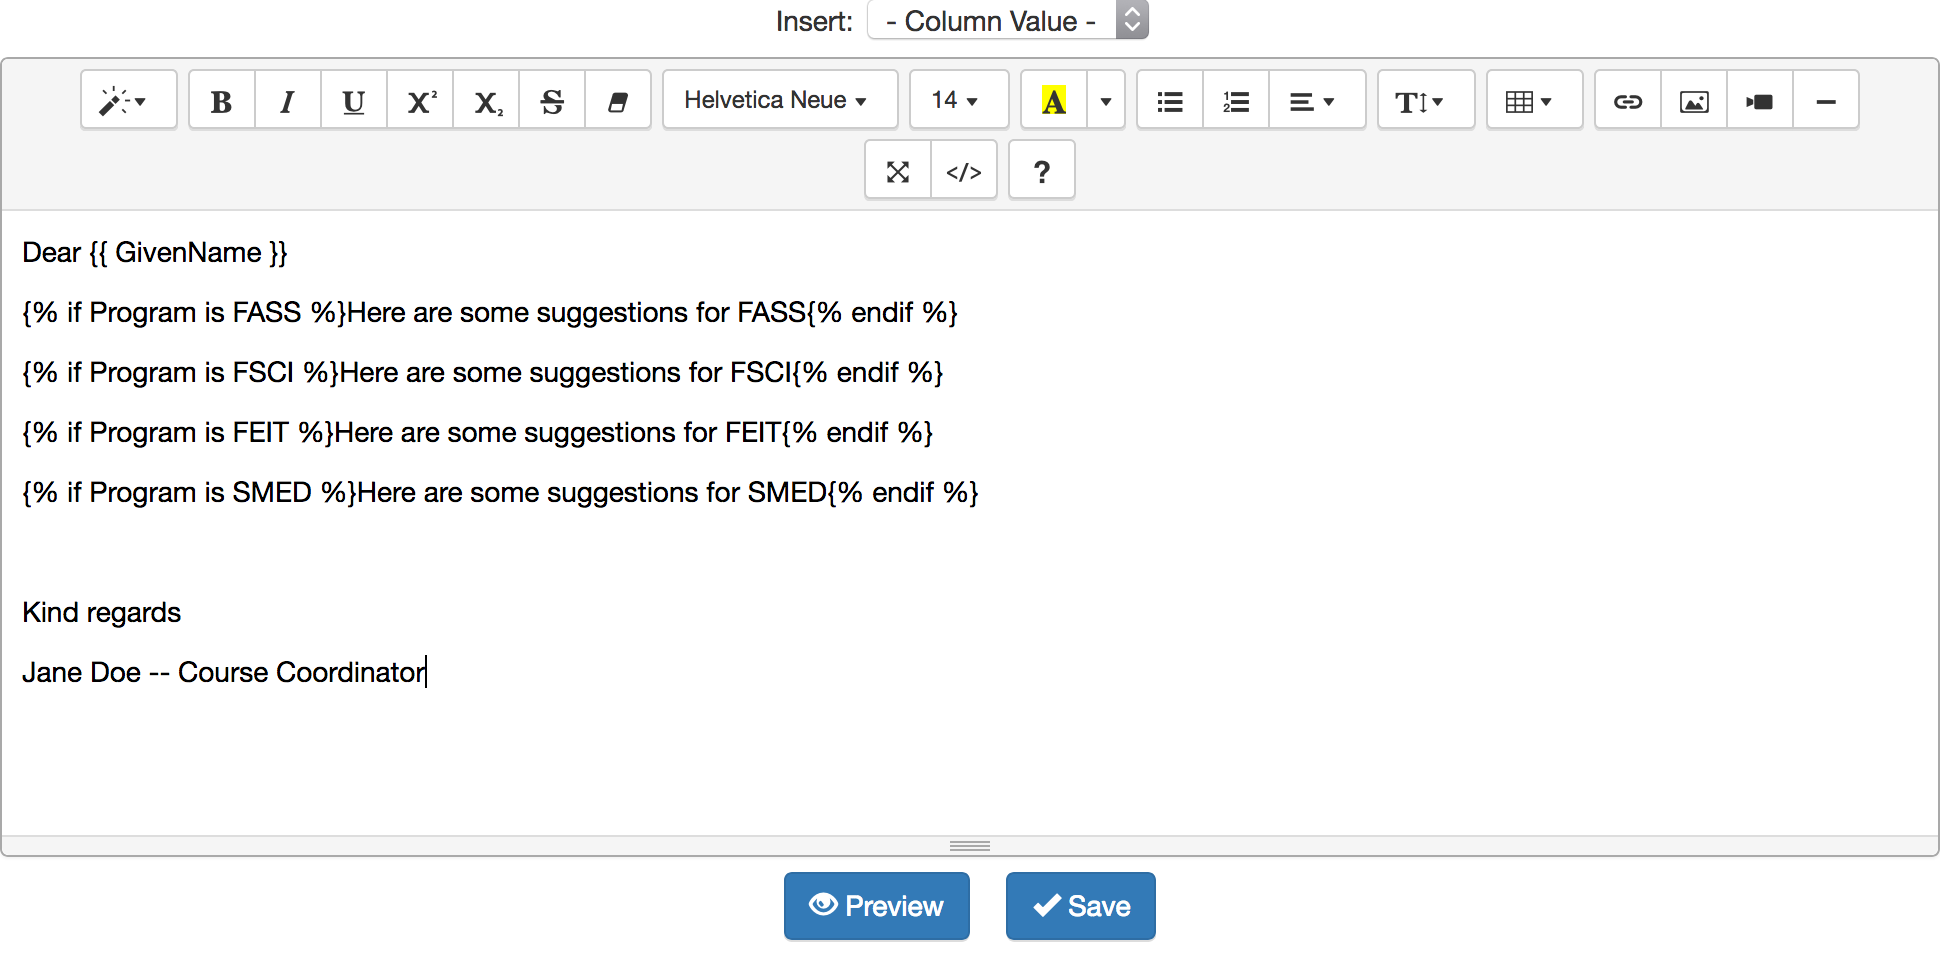 Insert: - Column Value -
B I U X² X₂ S Helvetica Neue 14 A T
</> ?
Dear {{ GivenName }}
{% if Program is FASS %}Here are some suggestions for FASS{% endif %}
{% if Program is FSCI %}Here are some suggestions for FSCI{% endif %}
{% if Program is FEIT %}Here are some suggestions for FEIT{% endif %}
{% if Program is SMED %}Here are some suggestions for SMED{% endif %}
Kind regards
Jane Doe -- Course Coordinator
Preview Save